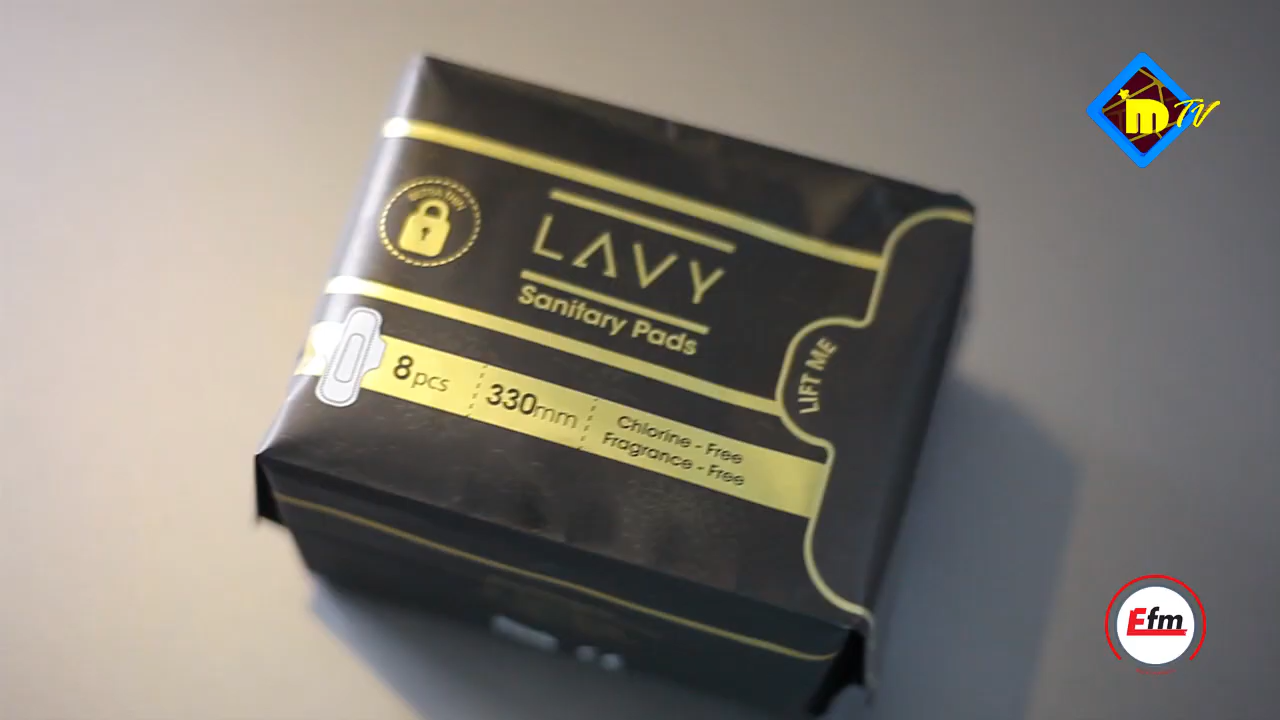 m TV
LAVY
Sanitary Pads
LIFT ME
8pcs
330mm
Chlorine - Free
Fragrance - Free
Efm